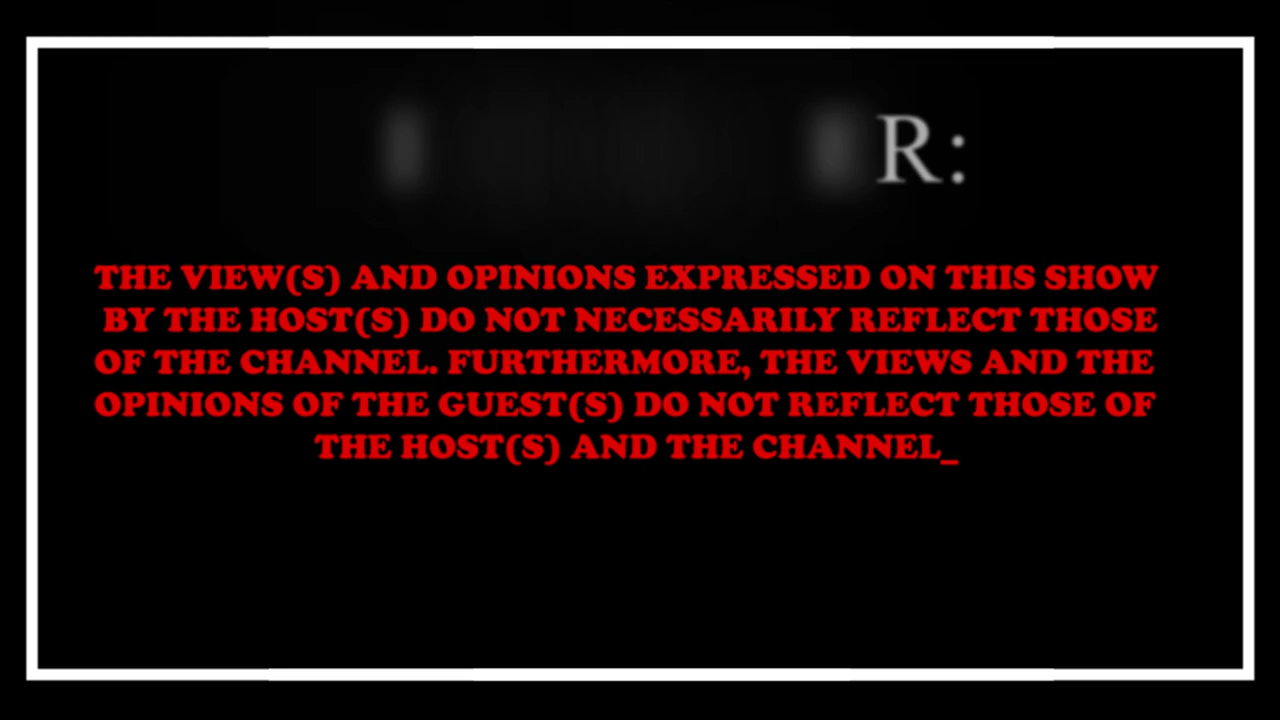 R:
THE VIEW(S) AND OPINIONS EXPRESSED ON THIS SHOW
BY THE HOST(S) DO NOT NECESSARILY REFLECT THOSE
OF THE CHANNEL. FURTHERMORE, THE VIEWS AND THE
OPINIONS OF THE GUEST(S) DO NOT REFLECT THOSE OF
THE HOST(S) AND THE CHANNEL_